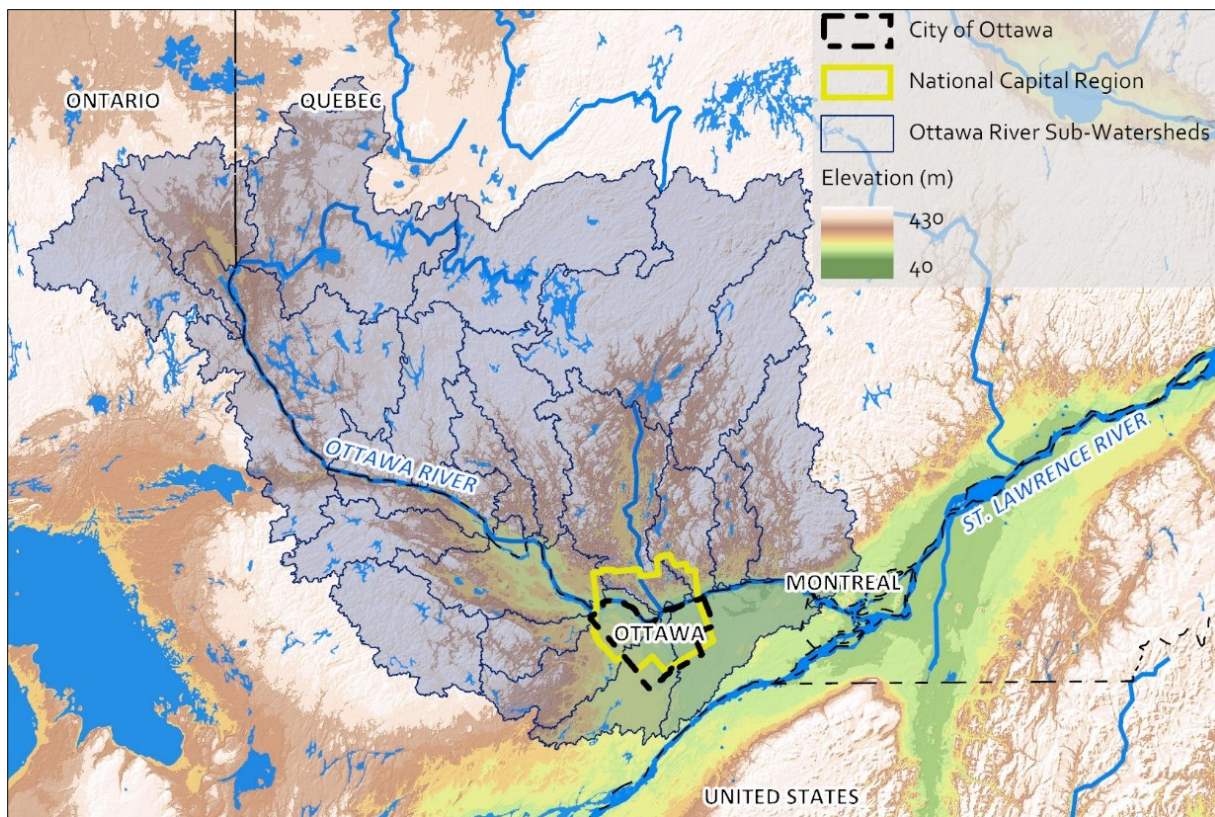 City of Ottawa
National Capital Region
Ottawa River Sub-Watersheds
Elevation (m)
430
40
ONTARIO
QUEBEC
OTTAWA RIVER
ST. LAWRENCE RIVER
MONTREAL
OTTAWA
UNITED STATES